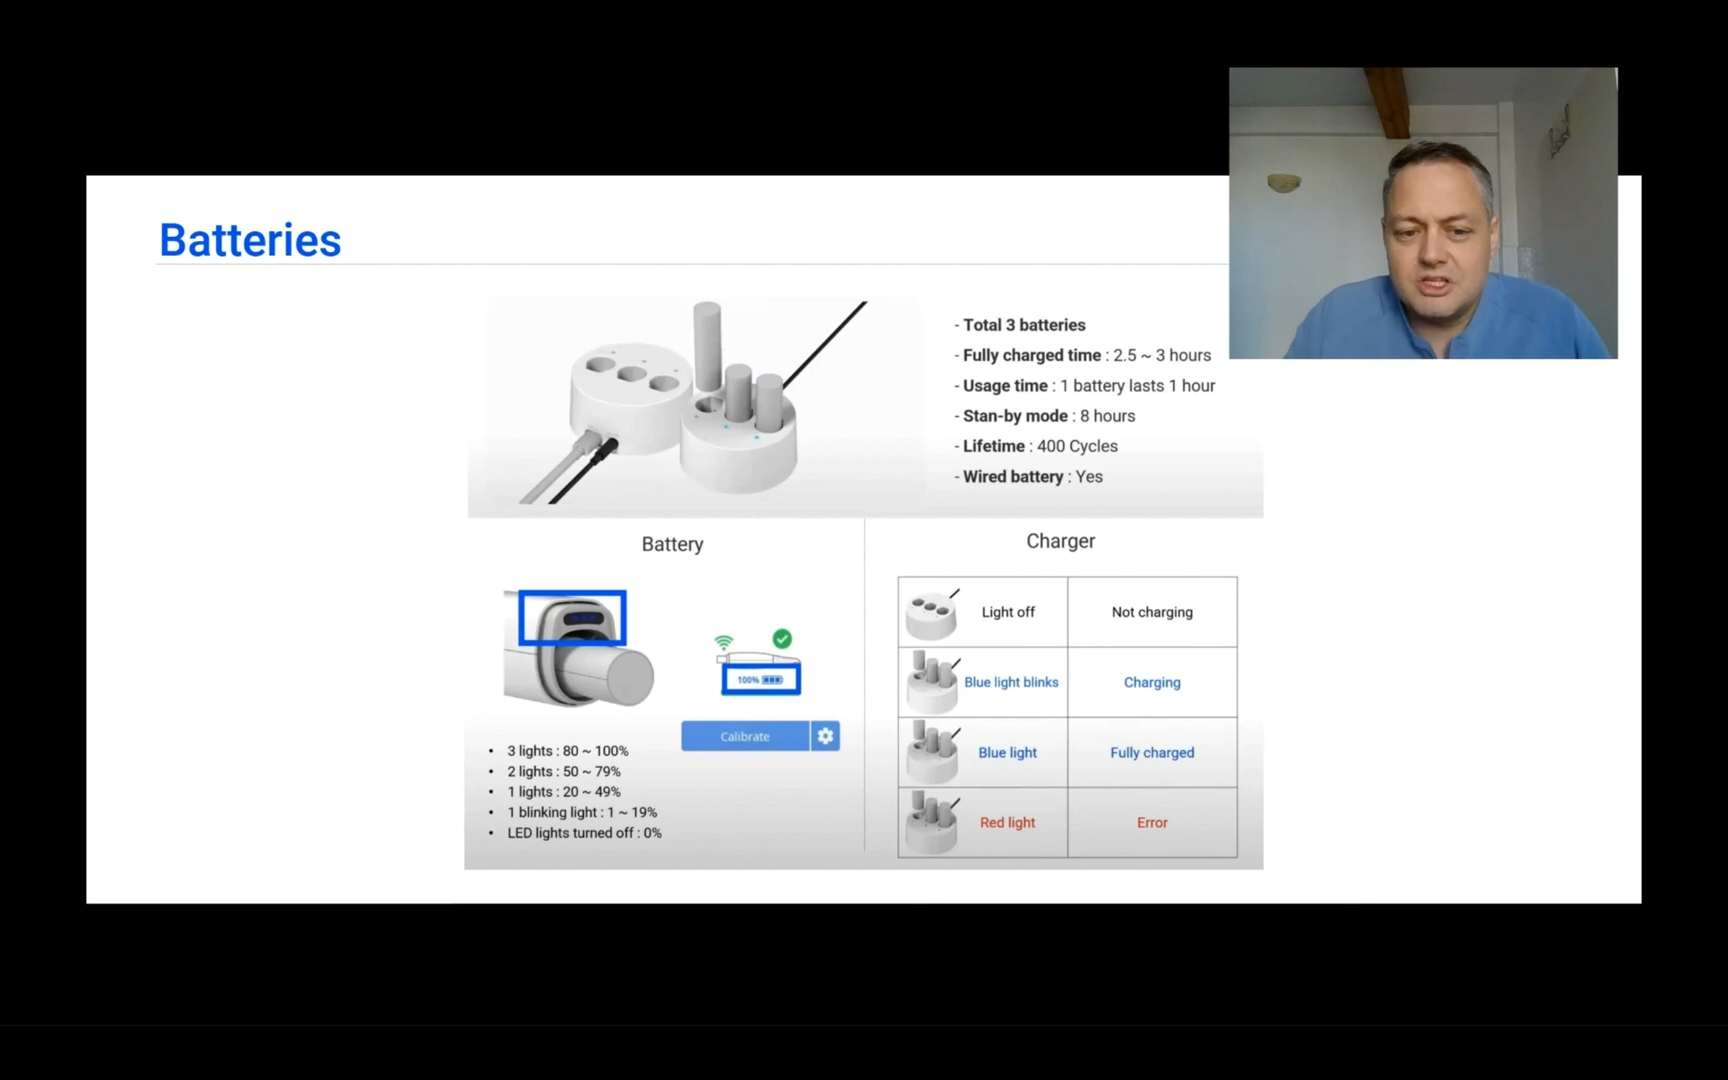 Batteries
- Total 3 batteries
- Fully charged time : 2.5 ~ 3 hours
- Usage time : 1 battery lasts 1 hour
- Stan-by mode : 8 hours
- Lifetime : 400 Cycles
- Wired battery : Yes
Battery
100%
Calibrate
• 3 lights : 80 ~ 100%
• 2 lights : 50 ~ 79%
• 1 lights : 20 ~ 49%
• 1 blinking light : 1 ~ 19%
• LED lights turned off : 0%
Charger
Light off Not charging
Blue light blinks Charging
Blue light Fully charged
Red light Error